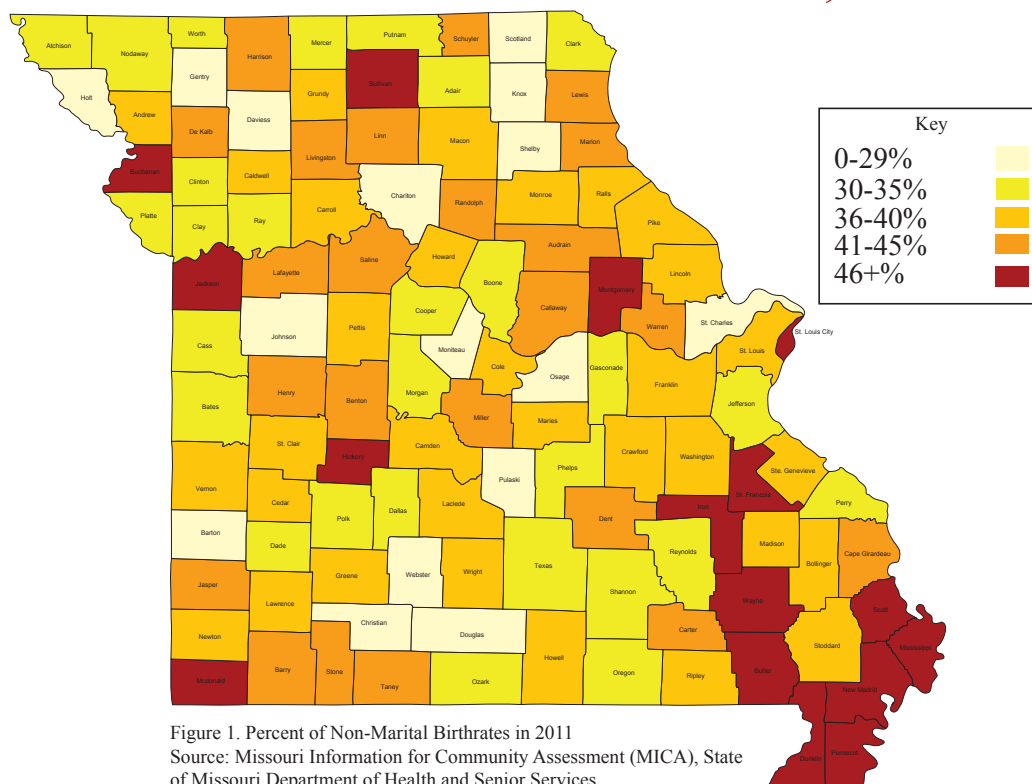 Worth
Putnam
Schuyler
Scotland
Atchison
Nodaway
Mercer
Clark
Harrison
Gentry
Sullivan
Adair
Knox
Lewis
Holt
Andrew
Daviess
Grundy
De Kalb
Linn
Macon
Shelby
Marion
Livingston
Buchanan
Clinton
Caldwell
Chariton
Randolph
Monroe
Ralls
Carroll
Platte
Clay
Ray
Pike
Audrain
Saline
Howard
Lafayette
Jackson
Boone
Montgomery
Lincoln
Callaway
Cooper
Warren
St. Charles
Johnson
Pettis
St. Louis City
Cass
Moniteau
St. Louis
Cole
Osage
Gasconade
Franklin
Henry
Benton
Morgan
Bates
Jefferson
Miller
Maries
St. Clair
Camden
Crawford
Washington
Hickory
Phelps
Pulaski
Ste. Genevieve
Vernon
St. Francois
Cedar
Laclede
Perry
Iron
Dallas
Polk
Dent
Barton
Dade
Madison
Reynolds
Cape Girardeau
Texas
Bollinger
Greene
Webster
Wright
Jasper
Shannon
Lawrence
Wayne
Scott
Christian
Carter
Newton
Douglas
Stoddard
Mississippi
Howell
Mcdonald
Barry
Stone
Taney
Ozark
Oregon
Ripley
Butler
New Madrid
Dunklin
Pemiscot
Key
0-29%
30-35%
36-40%
41-45%
46+%
Figure 1. Percent of Non-Marital Birthrates in 2011
Source: Missouri Information for Community Assessment (MICA), State
of Missouri Department of Health and Senior Services